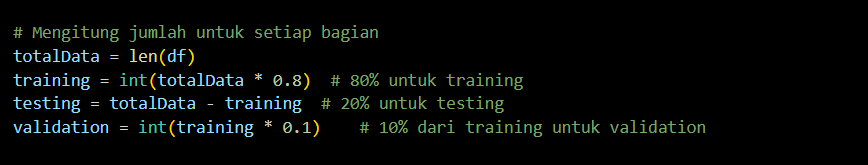 # Mengitung jumlah untuk setiap bagian
totalData = len(df)
training = int(totalData * 0.8)  # 80% untuk training
testing = totalData - training  # 20% untuk testing
validation = int(training * 0.1)    # 10% dari training untuk validation